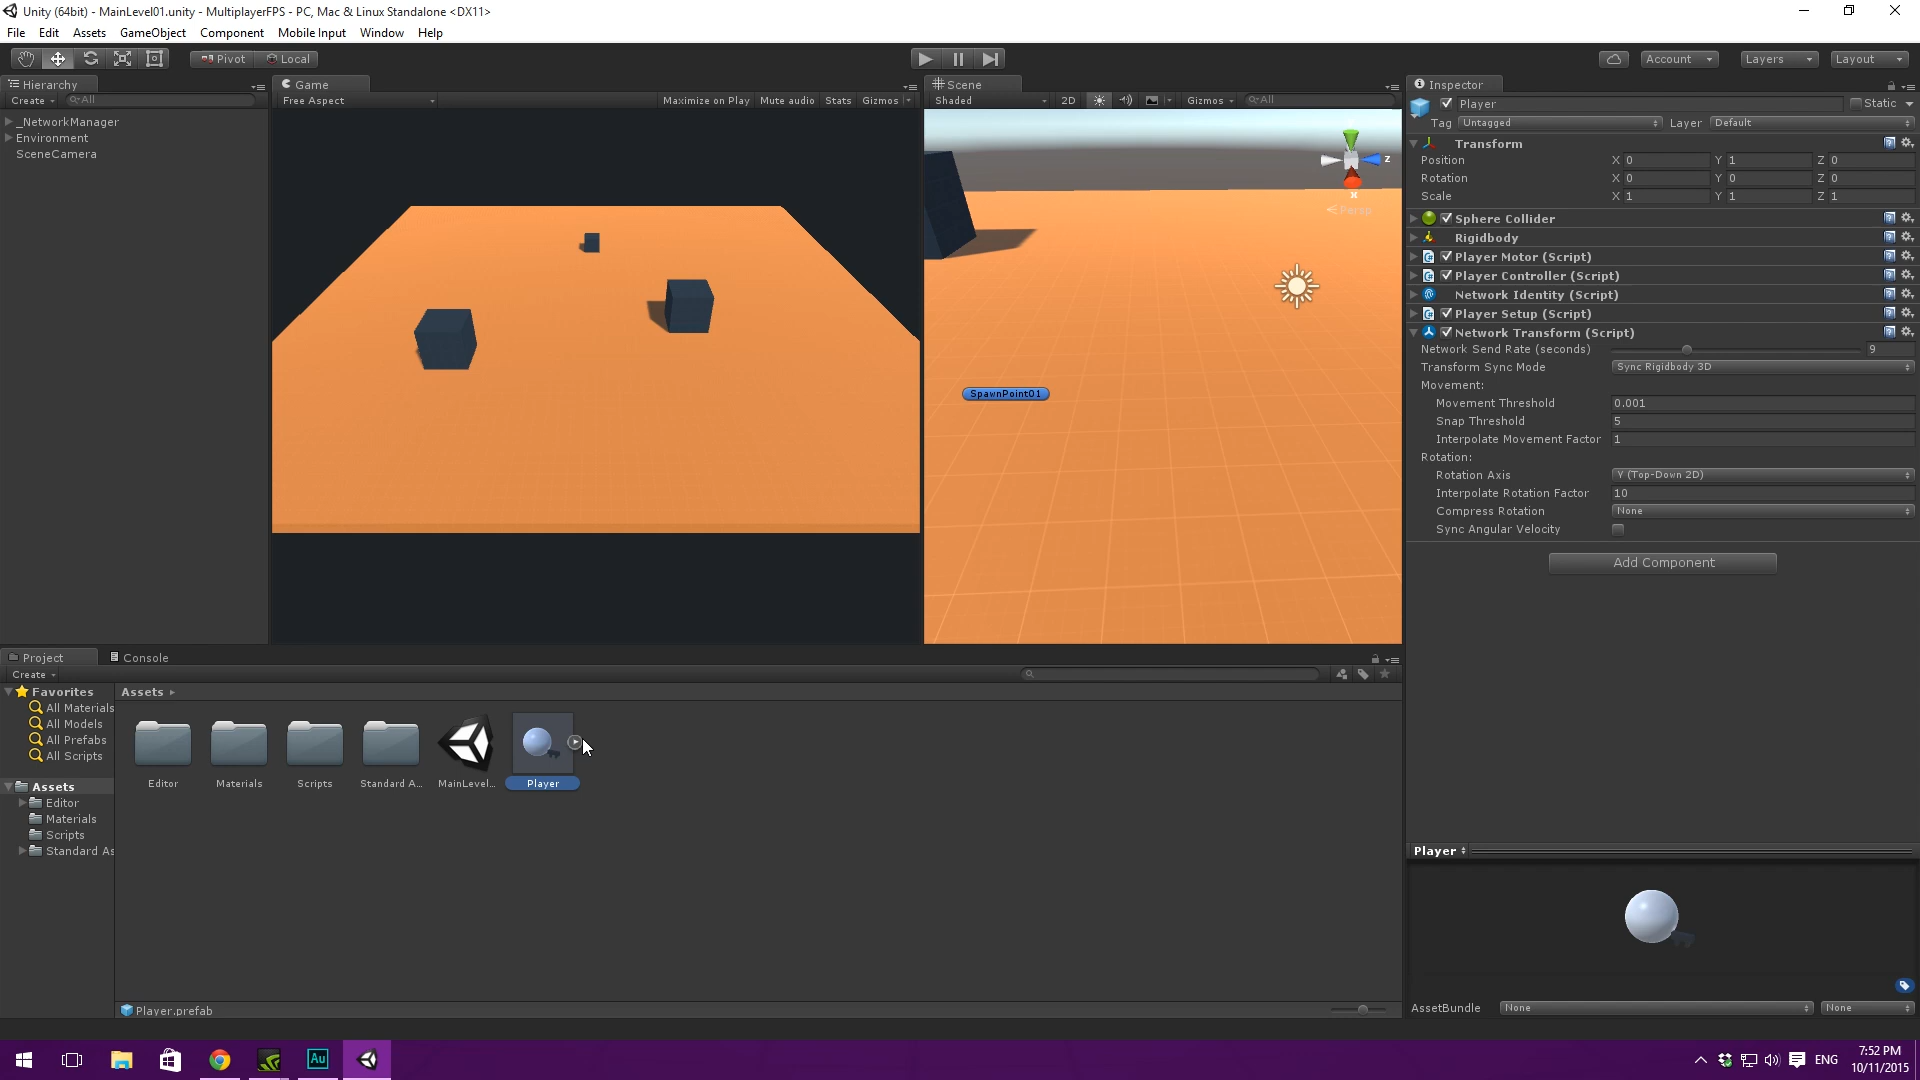 Unity (64bit) - MainLevel01.unity - MultiplayerFPS - PC, Mac & Linux Standalone <DX11>
File Edit Assets GameObject Component Mobile Input Window Help
Pivot Local Account Layers Layout
Hierarchy
Create All
_NetworkManager
Environment
SceneCamera
Game
Free Aspect Maximize on Play Mute audio Stats Gizmos
Scene
Shaded 2D Gizmos All
z
x
Persp
SpawnPoint01
Inspector
Player Static
Tag Untagged Layer Default
Transform
Position X 0 Y 1 Z 0
Rotation X 0 Y 0 Z 0
Scale X 1 Y 1 Z 1
Sphere Collider
Rigidbody
Player Motor (Script)
Player Controller (Script)
Network Identity (Script)
Player Setup (Script)
Network Transform (Script)
Network Send Rate (seconds) 9
Transform Sync Mode Sync Rigidbody 3D
Movement:
Movement Threshold 0.001
Snap Threshold 5
Interpolate Movement Factor 1
Rotation:
Rotation Axis Y (Top-Down 2D)
Interpolate Rotation Factor 10
Compress Rotation None
Sync Angular Velocity
Add Component
Project Console
Create
Favorites
All Materials
All Models
All Prefabs
All Scripts
Assets
Editor
Materials
Scripts
Standard As
Assets
Editor Materials Scripts Standard A... MainLevel... Player
Player.prefab
Player
AssetBundle None None
Au
ENG
7:52 PM
10/11/2015